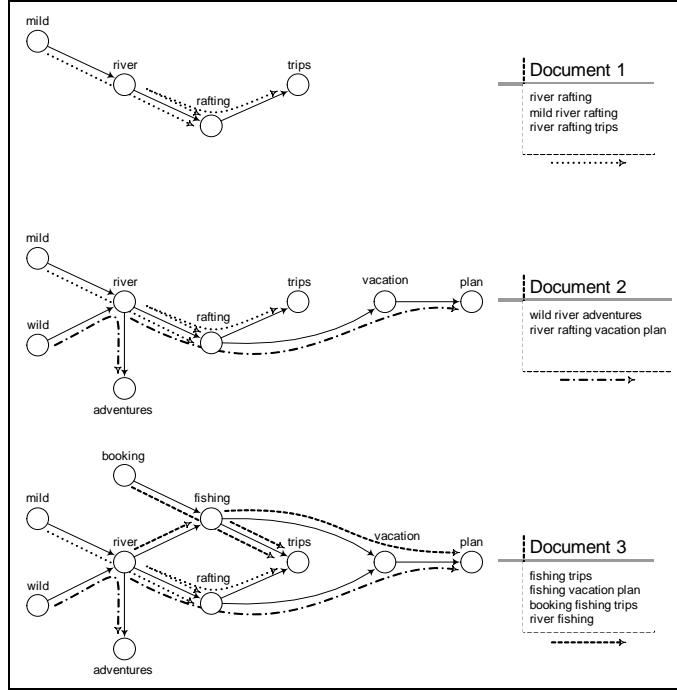 mild
river
trips
rafting
Document 1
river rafting
mild river rafting
river rafting trips
mild
river
trips
vacation
plan
rafting
wild
adventures
Document 2
wild river adventures
river rafting vacation plan
booking
mild
fishing
river
trips
vacation
plan
rafting
wild
adventures
Document 3
fishing trips
fishing vacation plan
booking fishing trips
river fishing